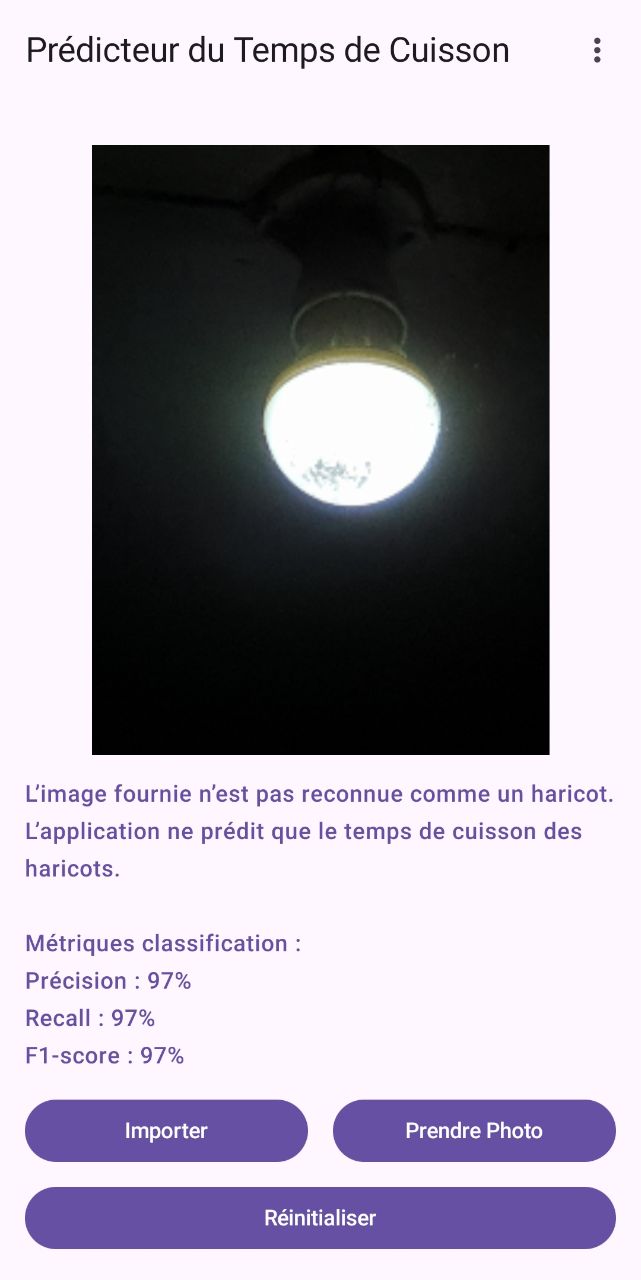 Prédicteur du Temps de Cuisson
L’image fournie n’est pas reconnue comme un haricot.
L’application ne prédit que le temps de cuisson des
haricots.
Métriques classification :
Précision : 97%
Recall : 97%
F1-score : 97%
Importer
Prendre Photo
Réinitialiser